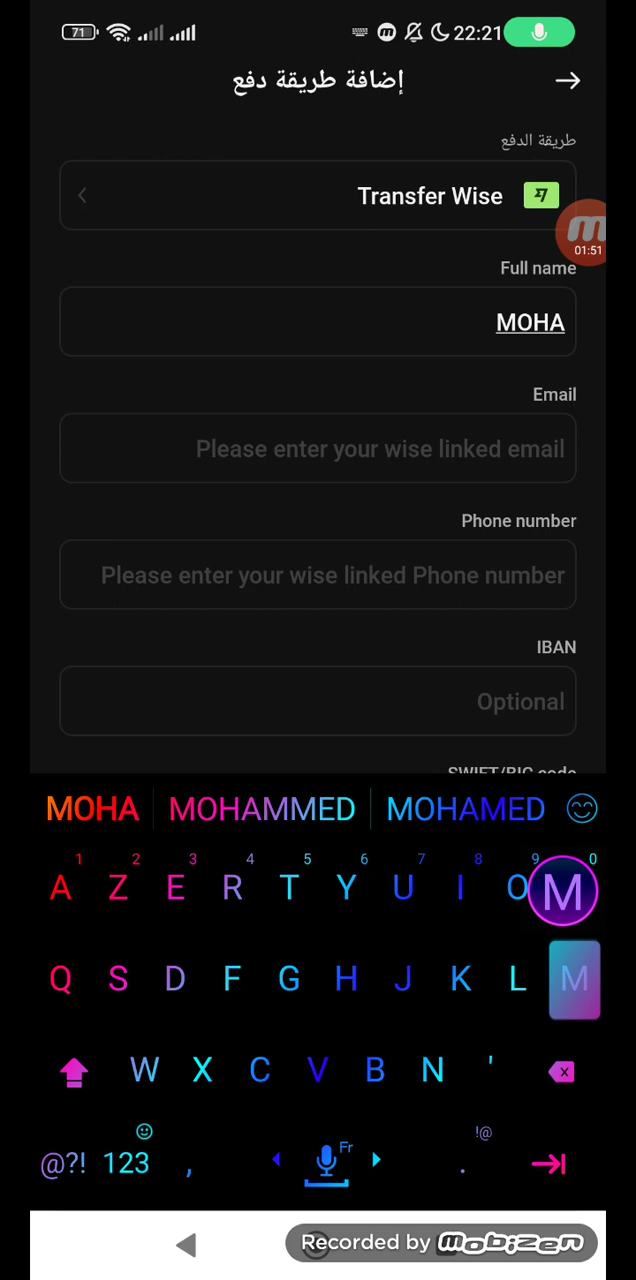 71
22:21
إضافة طريقة دفع
طريقة الدفع
Transfer Wise
01:51
Full name
MOHA
Email
Please enter your wise linked email
Phone number
Please enter your wise linked Phone number
IBAN
Optional
SWIFT/BIC code
MOHA MOHAMMED MOHAMED
1 2 3 4 5 6 7 8 9 0
A Z E R T Y U I O M
Q S D F G H J K L M
W X C V B N '
@?! 123 , Fr . !@
Recorded by mobizen